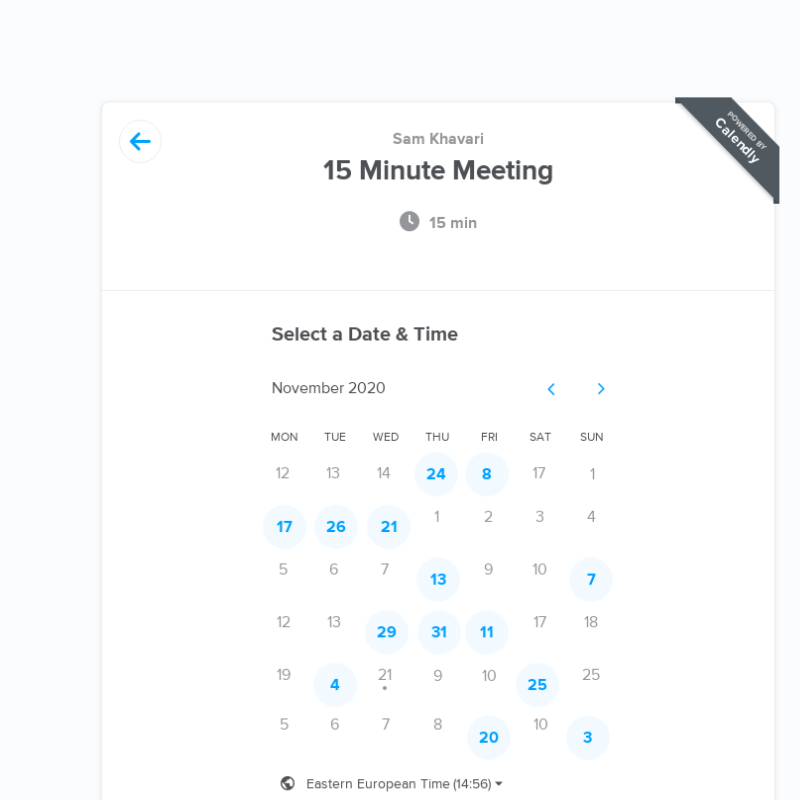 POWERED BY
Calendly
Sam Khavari
15 Minute Meeting
15 min
Select a Date & Time
November 2020
MON TUE WED THU FRI SAT SUN
12 13 14 24 8 17 1
17 26 21 1 2 3 4
5 6 7 13 9 10 7
12 13 29 31 11 17 18
19 4 21 9 10 25 25
5 6 7 8 20 10 3
Eastern European Time (14:56)